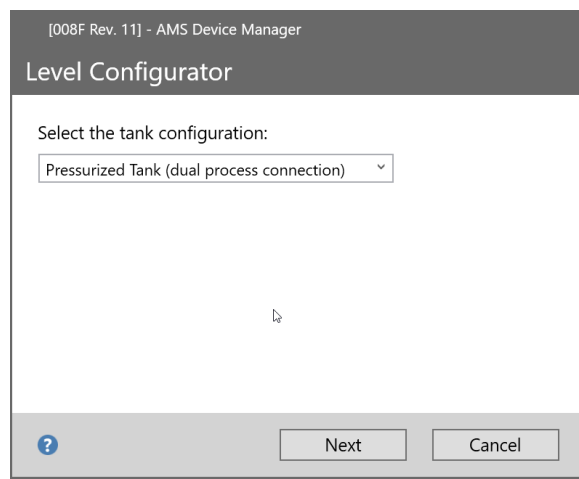 [008F Rev. 11] - AMS Device Manager
Level Configurator
Select the tank configuration:
Pressurized Tank (dual process connection)
?
Next
Cancel